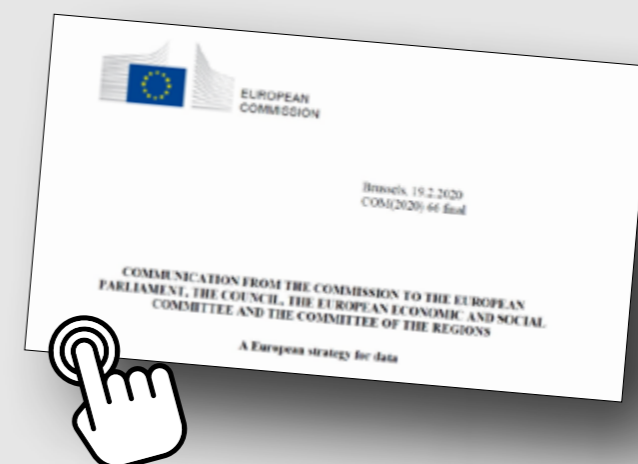 EUROPEAN
COMMISSION
Brussels, 19.2.2020
COM(2020) 66 final
COMMUNICATION FROM THE COMMISSION TO THE EUROPEAN
PARLIAMENT, THE COUNCIL, THE EUROPEAN ECONOMIC AND SOCIAL
COMMITTEE AND THE COMMITTEE OF THE REGIONS
A European strategy for data